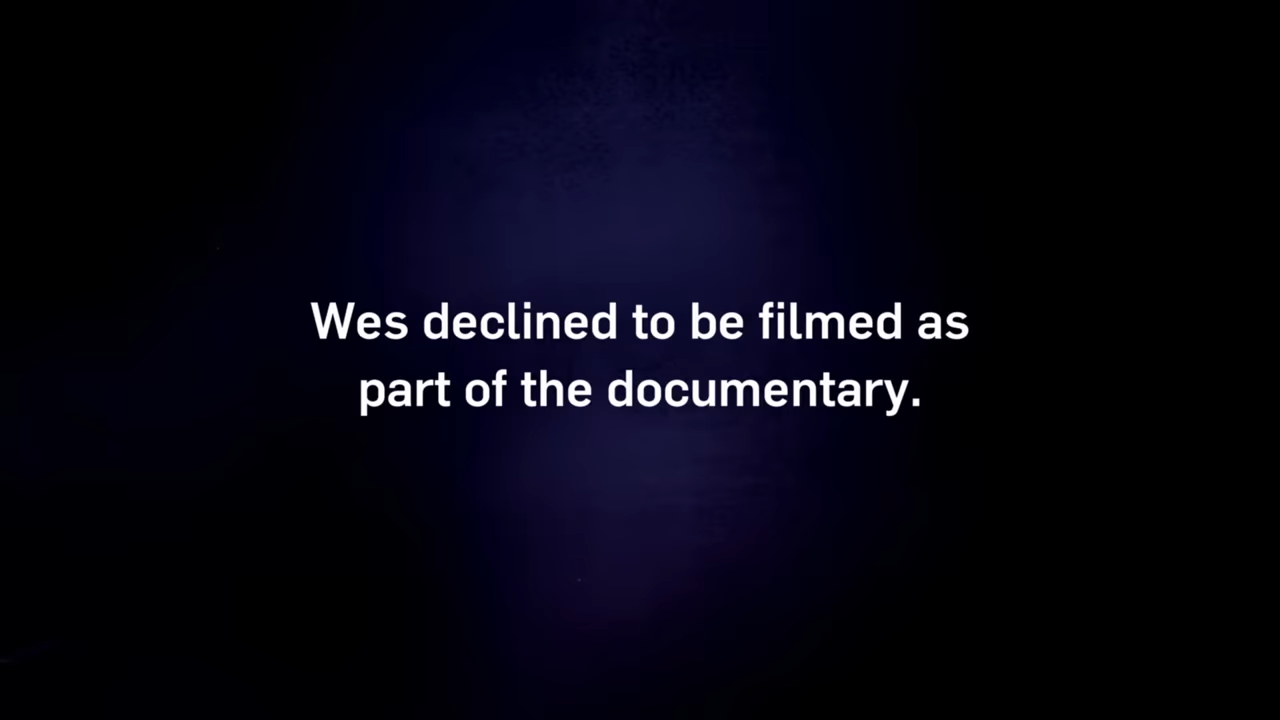 Wes declined to be filmed as
part of the documentary.